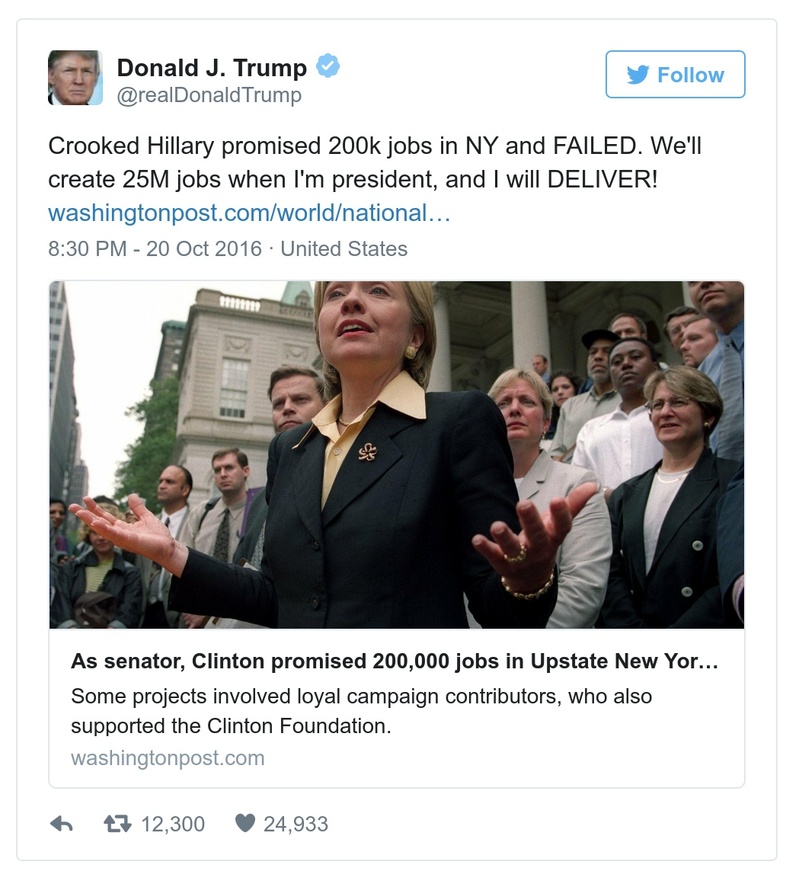 Donald J. Trump
@realDonaldTrump
Follow
Crooked Hillary promised 200k jobs in NY and FAILED. We'll
create 25M jobs when I'm president, and I will DELIVER!
washingtonpost.com/world/national…
8:30 PM - 20 Oct 2016 · United States
As senator, Clinton promised 200,000 jobs in Upstate New Yor…
Some projects involved loyal campaign contributors, who also
supported the Clinton Foundation.
washingtonpost.com
12,300 24,933